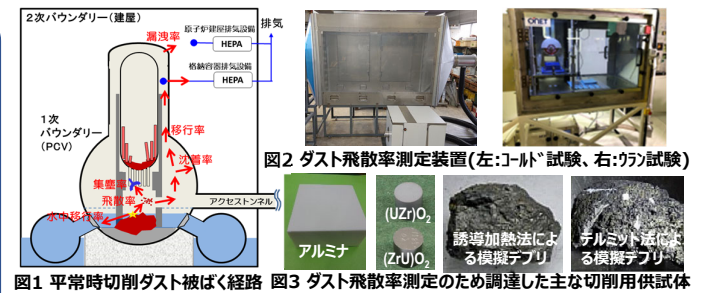 2次バウンダリー(建屋)
排気
原子炉建屋排気設備
漏洩率
HEPA
格納容器排気設備
HEPA
1次
バウンダリー
(PCV)
移行率
沈着率
集塵率
飛散率
アクセストンネル
水中移行率
図1 平常時切削ダスト被ばく経路
ONET
図2 ダスト飛散率測定装置(左:コールド試験、右:ウラン試験)
アルミナ
(UZr)O₂
(ZrU)O₂
誘導加熱法によ
る模擬デブリ
テルミット法によ
る模擬デブリ
図3 ダスト飛散率測定のため調達した主な切削用供試体